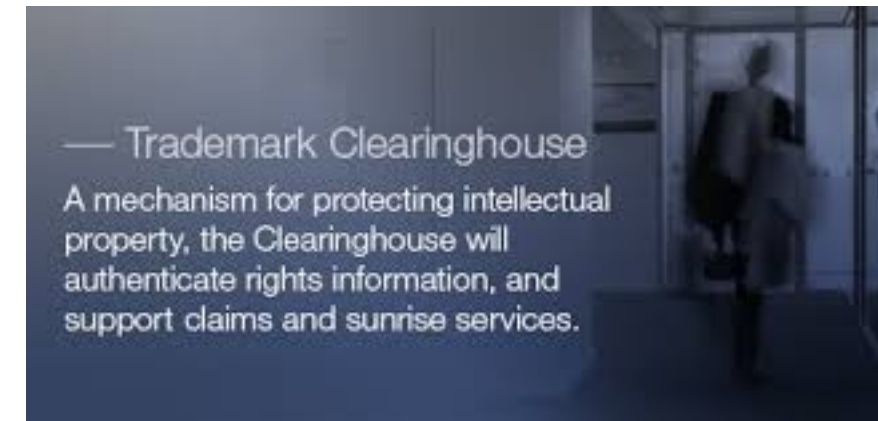 — Trademark Clearinghouse
A mechanism for protecting intellectual
property, the Clearinghouse will
authenticate rights information, and
support claims and sunrise services.